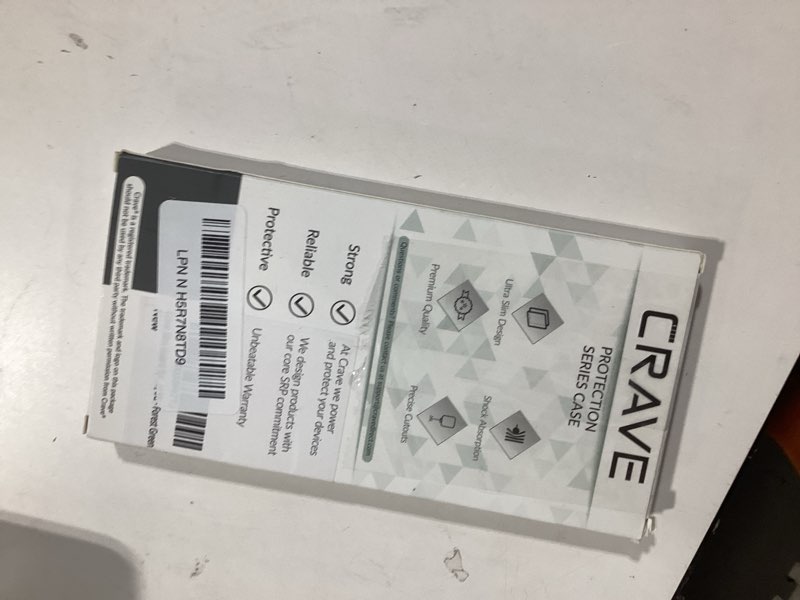 CRAVE
PROTECTION
SERIES CASE
Ultra Slim Design
Shock Absorption
Premium Quality
Precise Cutouts
Strong
At Crave we power
and protect your devices
Reliable
We design products with
our core SRP commitment
Protective
Unbeatable Warranty
LPN N H5R7N8TD9
New
- Forest Green
Crave® is a registered trademark. The trademark and logo on this package
should not be used by any third party without written permission from Crave®